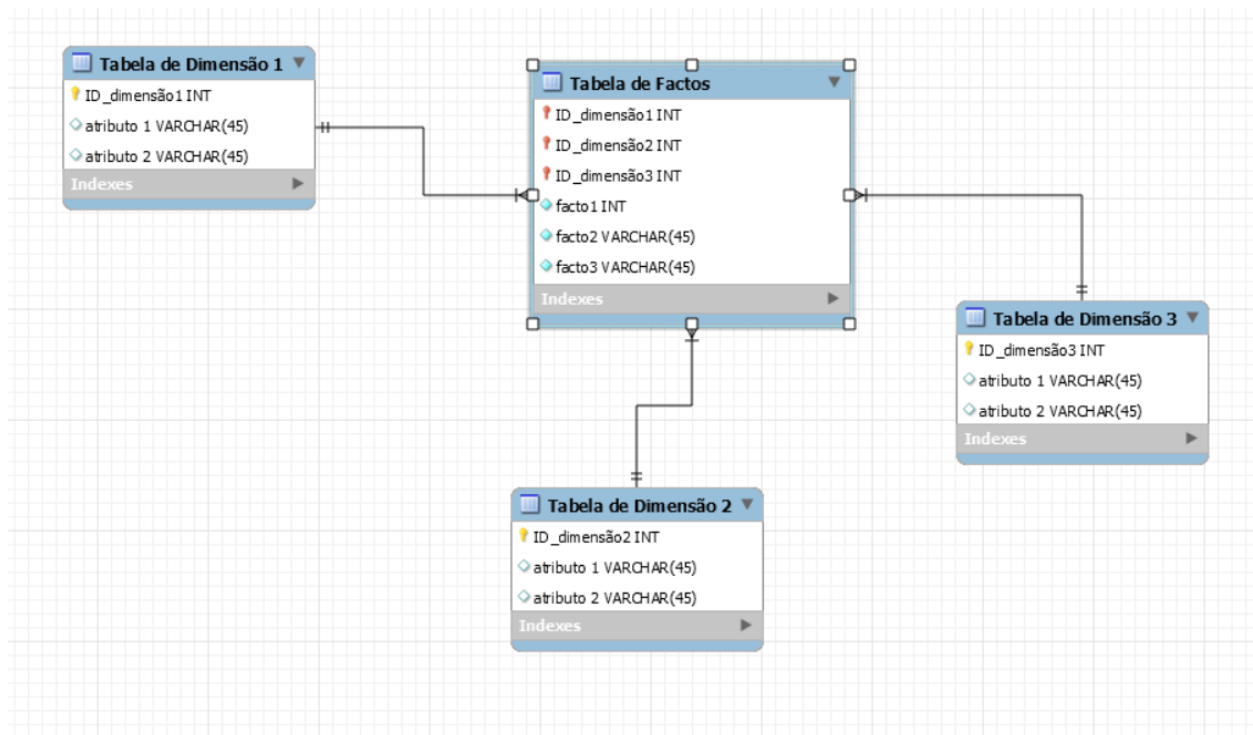 Tabela de Dimensão 1
ID_dimensão1 INT
atributo 1 VARCHAR(45)
atributo 2 VARCHAR(45)
Indexes
Tabela de Factos
ID_dimensão1 INT
ID_dimensão2 INT
ID_dimensão3 INT
facto1 INT
facto2 VARCHAR(45)
facto3 VARCHAR(45)
Indexes
Tabela de Dimensão 3
ID_dimensão3 INT
atributo 1 VARCHAR(45)
atributo 2 VARCHAR(45)
Indexes
Tabela de Dimensão 2
ID_dimensão2 INT
atributo 1 VARCHAR(45)
atributo 2 VARCHAR(45)
Indexes